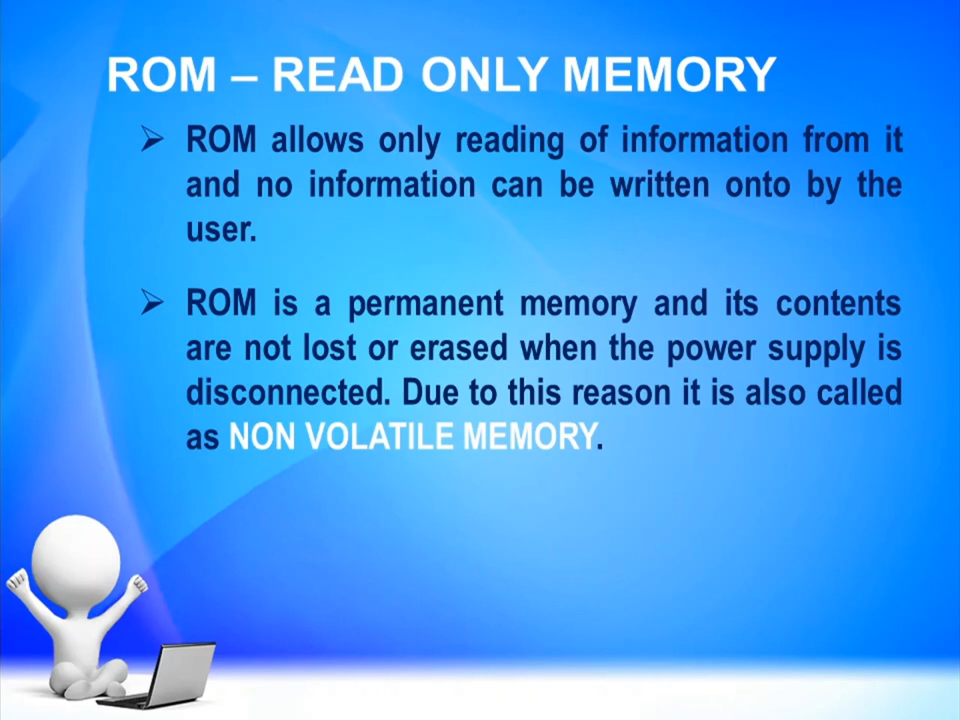 ROM – READ ONLY MEMORY
ROM allows only reading of information from it
and no information can be written onto by the
user.
ROM is a permanent memory and its contents
are not lost or erased when the power supply is
disconnected. Due to this reason it is also called
as NON VOLATILE MEMORY.